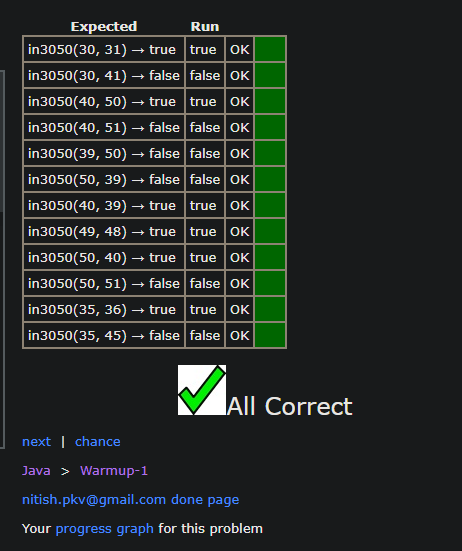 Expected Run
in3050(30, 31) → true true OK
in3050(30, 41) → false false OK
in3050(40, 50) → true true OK
in3050(40, 51) → false false OK
in3050(39, 50) → false false OK
in3050(50, 39) → false false OK
in3050(40, 39) → true true OK
in3050(49, 48) → true true OK
in3050(50, 40) → true true OK
in3050(50, 51) → false false OK
in3050(35, 36) → true true OK
in3050(35, 45) → false false OK
All Correct
next | chance
Java > Warmup-1
nitish.pkv@gmail.com done page
Your progress graph for this problem